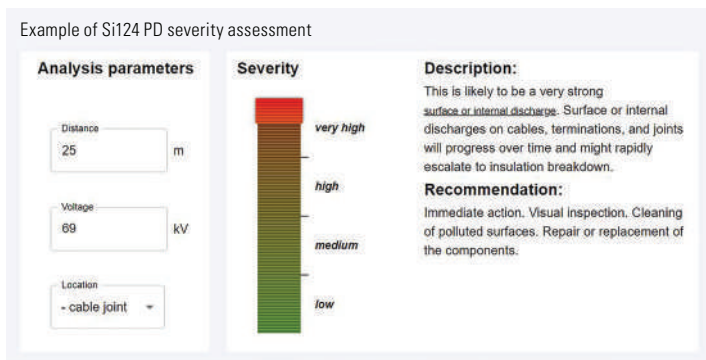 Example of Si124 PD severity assessment
Analysis parameters
Distance
25
m
Voltage
69
kV
Location
- cable joint
Severity
very high
high
medium
low
Description:
This is likely to be a very strong
surface or internal discharge. Surface or internal
discharges on cables, terminations, and joints
will progress over time and might rapidly
escalate to insulation breakdown.
Recommendation:
Immediate action. Visual inspection. Cleaning
of polluted surfaces. Repair or replacement of
the components.